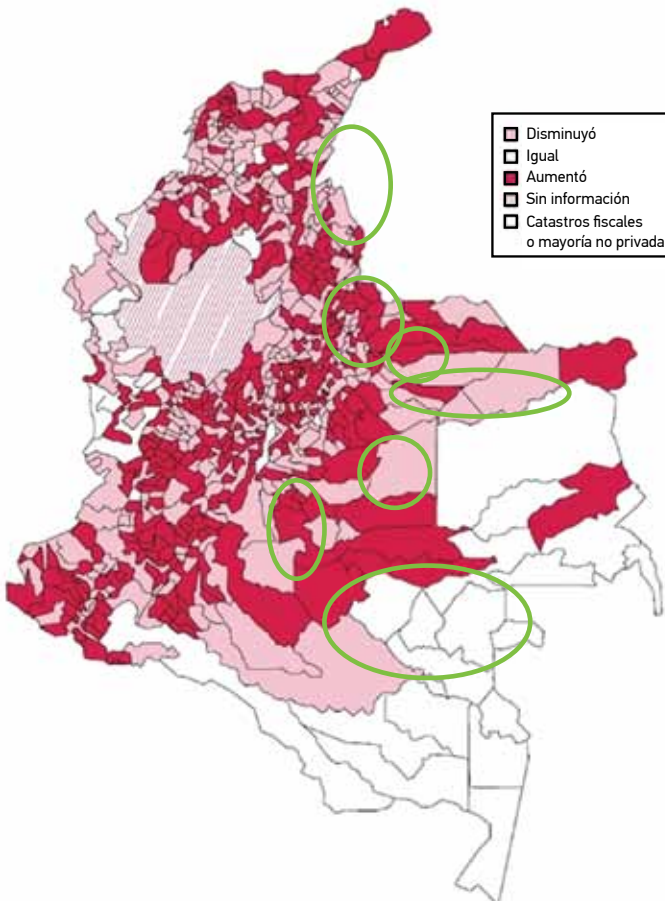 Disminuyó
Igual
Aumentó
Sin información
Catastros fiscales
o mayoría no privada